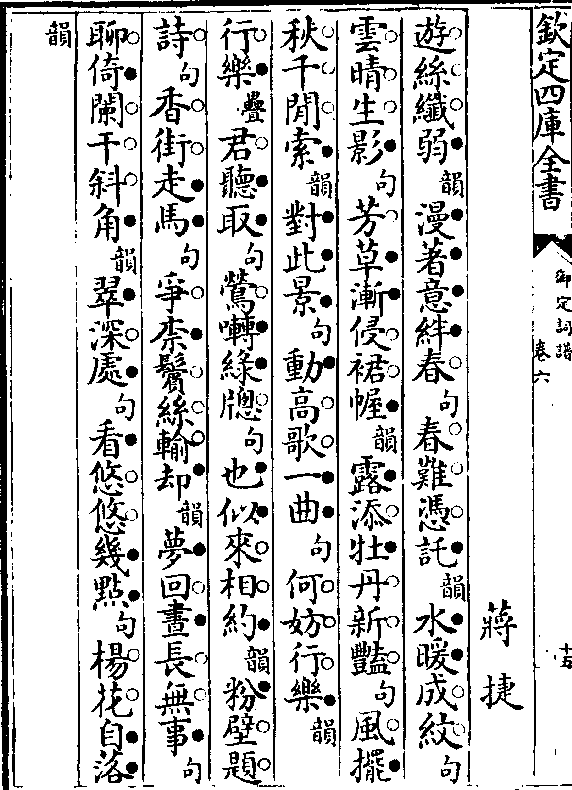 欽定四庫全書
御定詞譜
卷六
十五
蔣捷
遊絲纖弱韻漫著意絆春句春難憑託韻水暖成紋句
雲晴生影句芳草漸侵裙幄韻露添牡丹新豔句風擺
秋千閒索韻對此景句動高歌一曲句何妨行樂韻
行樂疊君聽取句鶯囀綠牕句也似來相約韻粉壁題
詩句香街走馬句爭柰鬢絲輸却韻夢回晝長無事句
聊倚闌干斜角韻翠深處句看悠悠幾點句楊花自落
韻